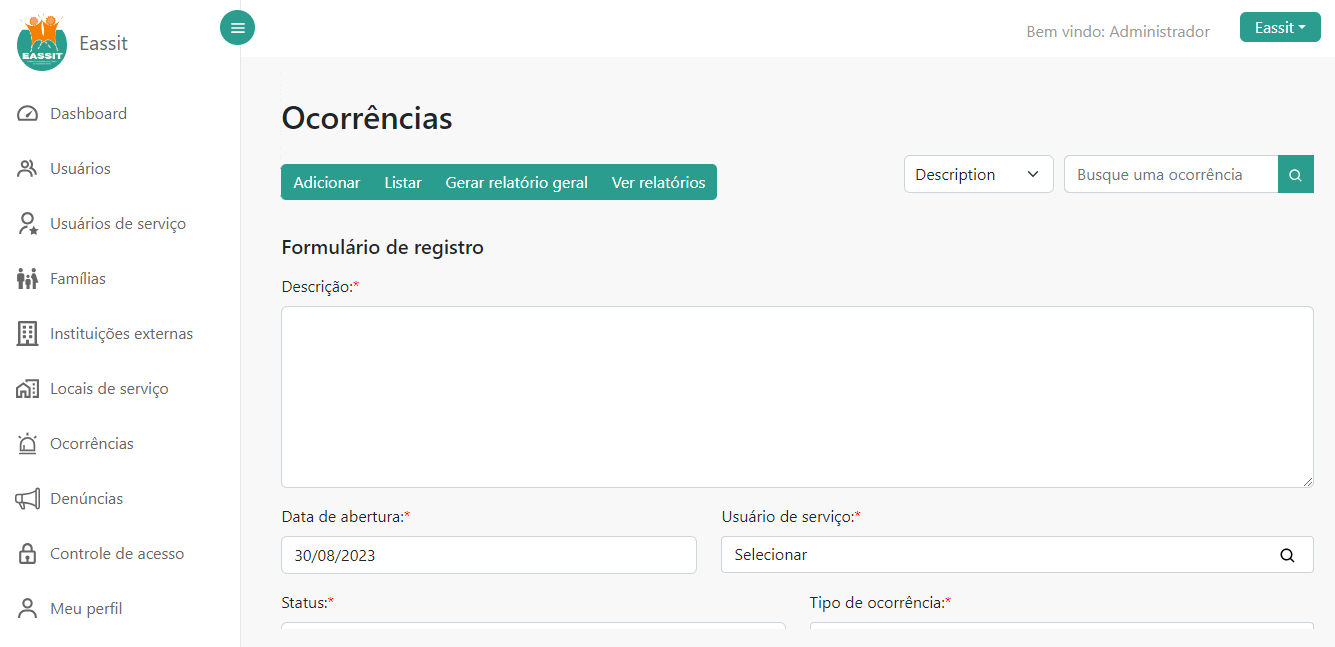 EASSIT
Eassit
Bem vindo: Administrador
Eassit
Dashboard
Usuários
Usuários de serviço
Famílias
Instituições externas
Locais de serviço
Ocorrências
Denúncias
Controle de acesso
Meu perfil
Ocorrências
Adicionar Listar Gerar relatório geral Ver relatórios
Description
Busque uma ocorrência
Formulário de registro
Descrição:*
Data de abertura:* Usuário de serviço:*
30/08/2023 Selecionar
Status:* Tipo de ocorrência:*